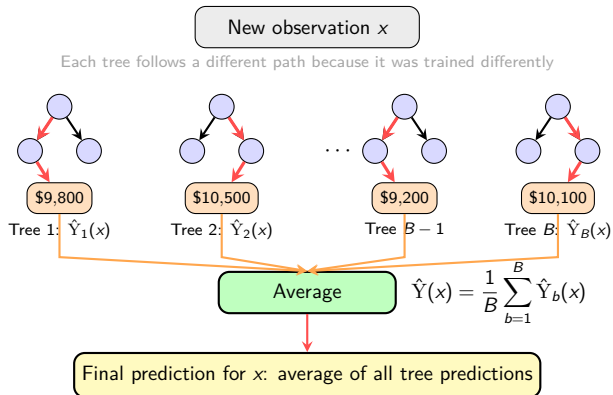 New observation x
Each tree follows a different path because it was trained differently
. . .
$9,800 $10,500 $9,200 $10,100
Tree 1: Ŷ₁(x) Tree 2: Ŷ₂(x) Tree B − 1 Tree B: Ŷ_B(x)
Average Ŷ(x) = 1/B ∑_{b=1}^{B} Ŷ_b(x)
Final prediction for x: average of all tree predictions